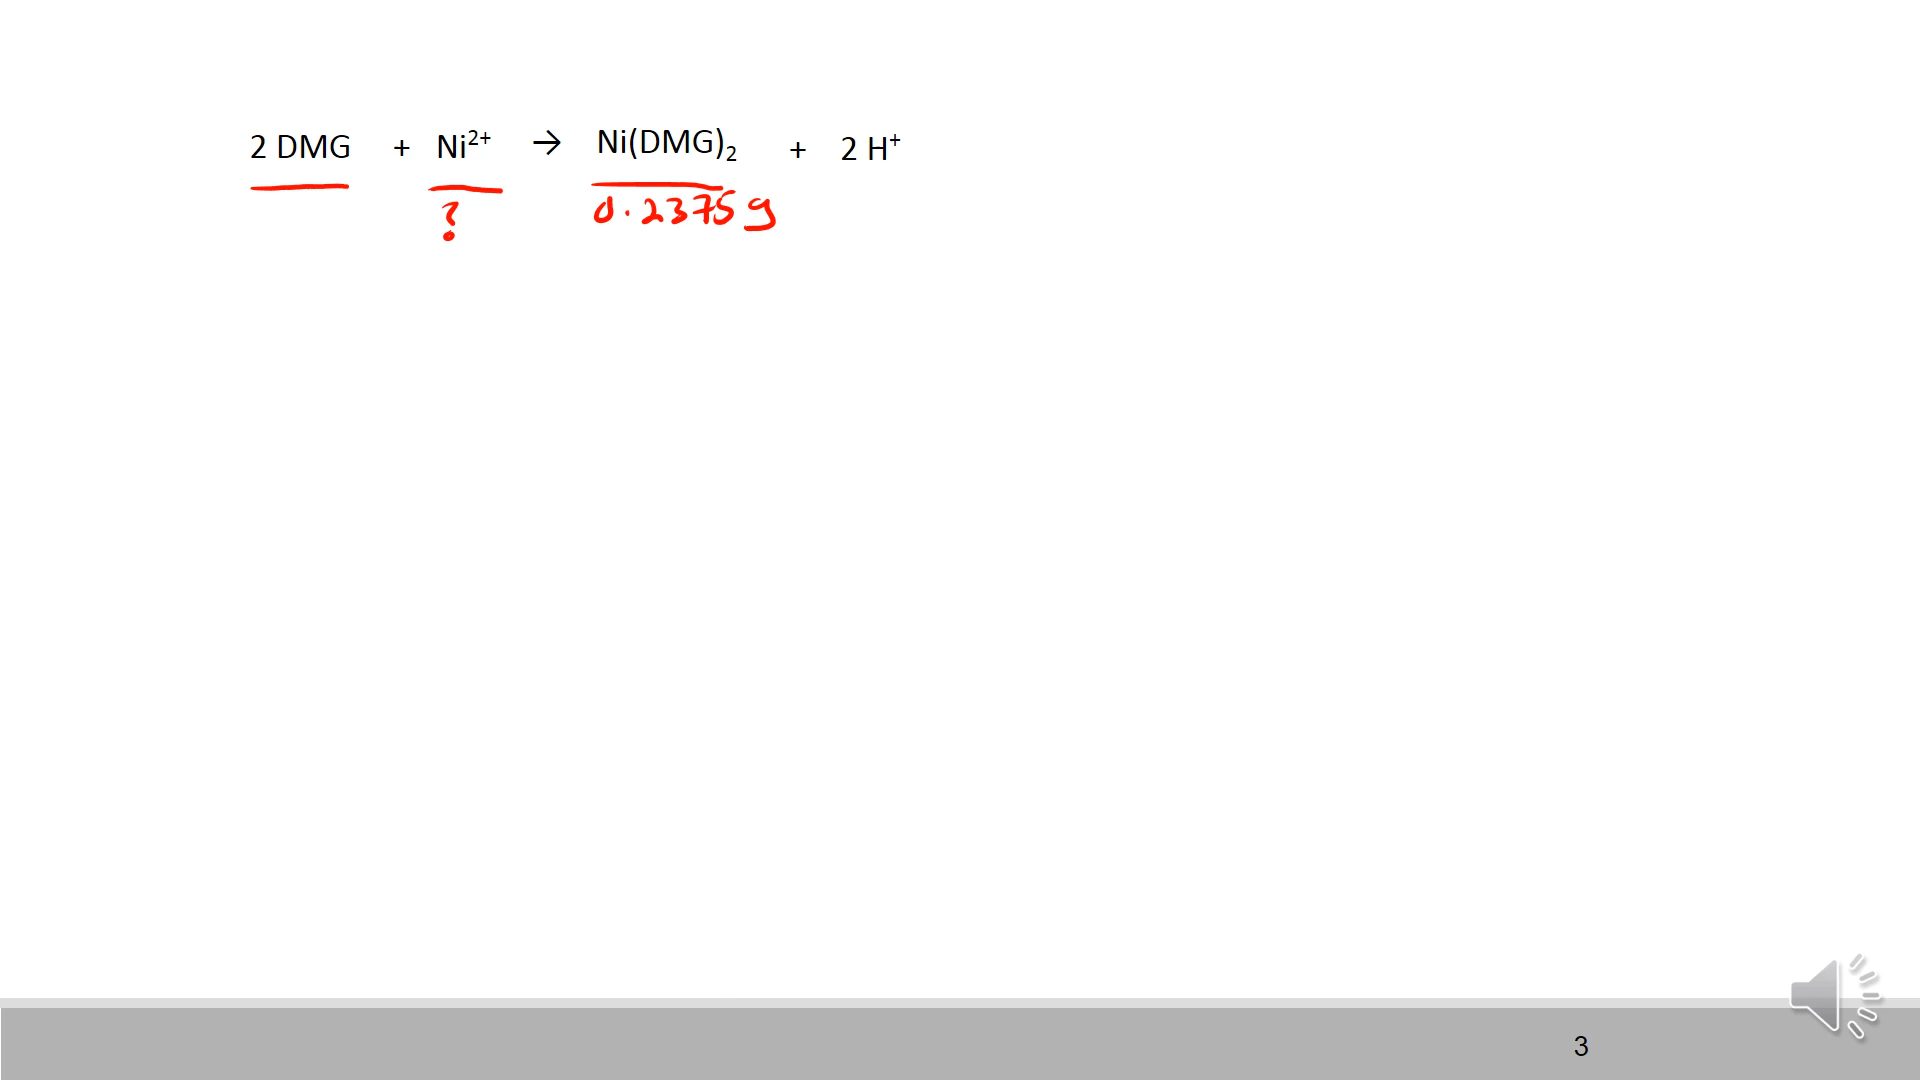 2 DMG + Ni²⁺ → Ni(DMG)₂ + 2 H⁺
? 0.2375 g
3